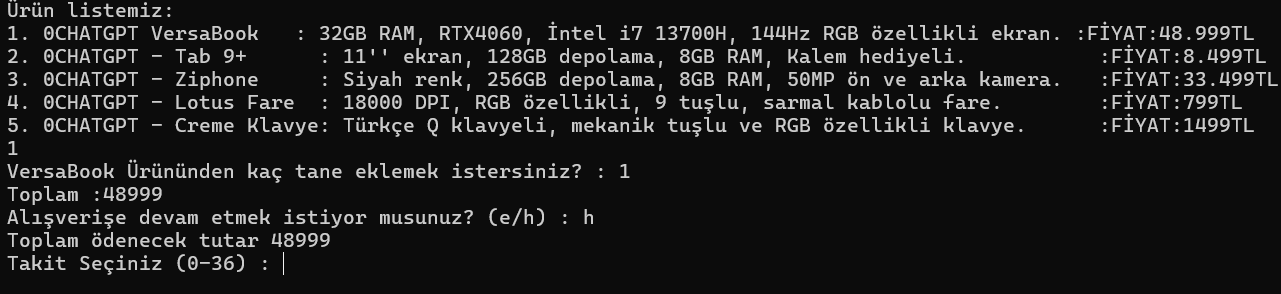 Ürün listemiz:
1. 0CHATGPT VersaBook   : 32GB RAM, RTX4060, İntel i7 13700H, 144Hz RGB özellikli ekran. :FİYAT:48.999TL
2. 0CHATGPT - Tab 9+      : 11'' ekran, 128GB depolama, 8GB RAM, Kalem hediyeli.           :FİYAT:8.499TL
3. 0CHATGPT - Ziphone     : Siyah renk, 256GB depolama, 8GB RAM, 50MP ön ve arka kamera.   :FİYAT:33.499TL
4. 0CHATGPT - Lotus Fare  : 18000 DPI, RGB özellikli, 9 tuşlu, sarmal kablolu fare.        :FİYAT:799TL
5. 0CHATGPT - Creme Klavye: Türkçe Q klavyeli, mekanik tuşlu ve RGB özellikli klavye.      :FİYAT:1499TL
1
VersaBook Ürününden kaç tane eklemek istersiniz? : 1
Toplam :48999
Alışverişe devam etmek istiyor musunuz? (e/h) : h
Toplam ödenecek tutar 48999
Takit Seçiniz (0-36) :